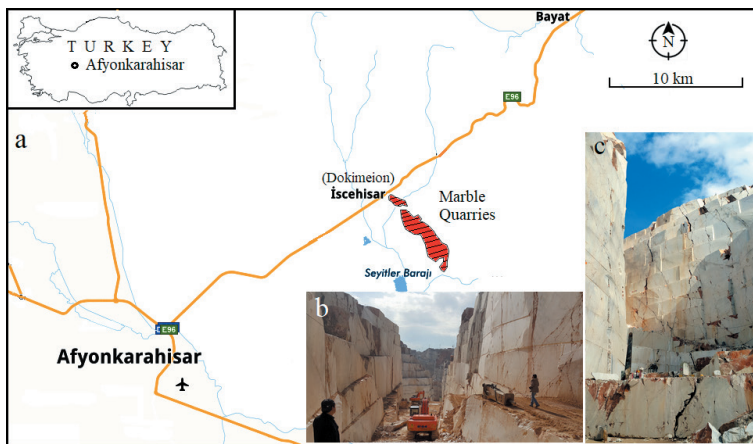 TURKEY
Afyonkarahisar
a
Bayat
N
10 km
E96
c
(Dokimeion)
İscehisar
Marble
Quarries
Seyitler Barajı
b
E96
Afyonkarahisar